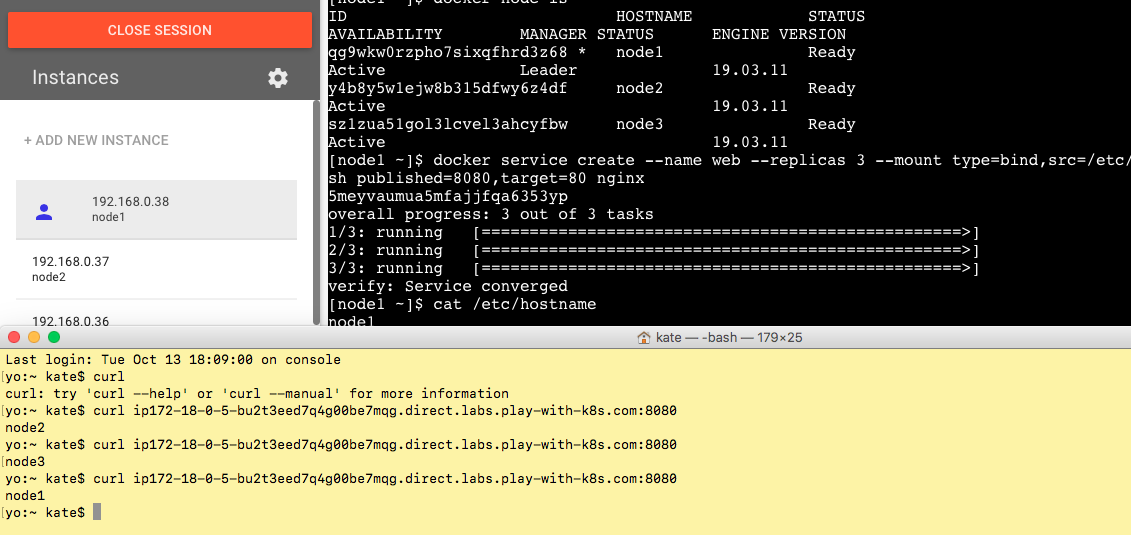 CLOSE SESSION
Instances
+ ADD NEW INSTANCE
192.168.0.38
node1
192.168.0.37
node2
192.168.0.36
[node1 ~]$ docker node ls
ID HOSTNAME STATUS
AVAILABILITY MANAGER STATUS ENGINE VERSION
qg9wkw0rzpho7sixqfhrd3z68 * node1 Ready
Active Leader 19.03.11
y4b8y5w1ejw8b315dfwy6z4df node2 Ready
Active 19.03.11
sz1zua51gol3lcvel3ahcyfbw node3 Ready
Active 19.03.11
[node1 ~]$ docker service create --name web --replicas 3 --mount type=bind,src=/etc/
sh published=8080,target=80 nginx
5meyvaumua5mfajjfqa6353yp
overall progress: 3 out of 3 tasks
1/3: running [==================================================>]
2/3: running [==================================================>]
3/3: running [==================================================>]
verify: Service converged
[node1 ~]$ cat /etc/hostname
node1
kate — -bash — 179×25
Last login: Tue Oct 13 18:09:00 on console
[yo:~ kate$ curl
curl: try 'curl --help' or 'curl --manual' for more information
[yo:~ kate$ curl ip172-18-0-5-bu2t3eed7q4g00be7mqg.direct.labs.play-with-k8s.com:8080
node2
[yo:~ kate$ curl ip172-18-0-5-bu2t3eed7q4g00be7mqg.direct.labs.play-with-k8s.com:8080
[node3
[yo:~ kate$ curl ip172-18-0-5-bu2t3eed7q4g00be7mqg.direct.labs.play-with-k8s.com:8080
node1
[yo:~ kate$